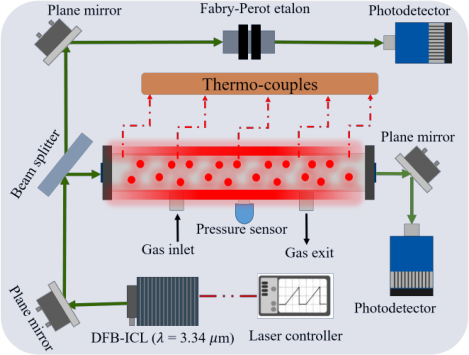 Plane mirror
Fabry-Perot etalon
Photodetector
Thermo-couples
Plane mirror
Beam splitter
Gas inlet
Pressure sensor
Gas exit
Plane mirror
DFB-ICL (λ = 3.34 µm)
Laser controller
Photodetector